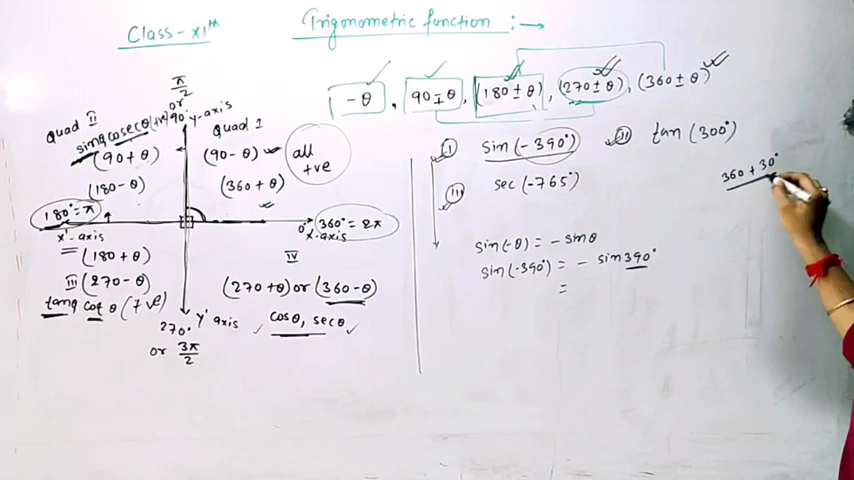 Class - XIth
Trigonometric function :- →
-θ , 90 ∓ θ , (180 ± θ) , (270 ± θ) , (360 ± θ)
π/2
or
90° y-axis
Quad II
sinθ cosecθ (+ve)
(90 + θ)
(180 - θ)
180° = π
x'-axis
Quad 1
(90 - θ)
(360 + θ)
all
+ve
0° 360° = 2π
x-axis
= (180 + θ)
III (270 - θ)
tanθ cot θ (+ve)
270° y' axis
or 3π/2
IV
(270 + θ) or (360 - θ)
cosθ, secθ
I sin (-390°)
II tan (300°)
III sec (-765°)
360 + 30°
sin (-θ) = - sinθ
sin (-390°) = - sin 390°
=